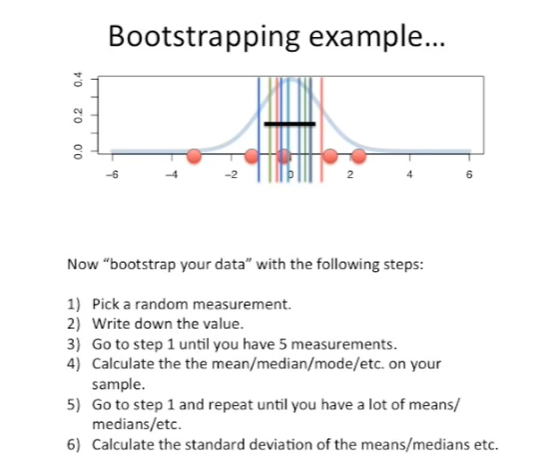 Bootstrapping example...
0.4
0.2
0.0
-6 -4 -2 0 2 4 6
Now “bootstrap your data” with the following steps:
1) Pick a random measurement.
2) Write down the value.
3) Go to step 1 until you have 5 measurements.
4) Calculate the the mean/median/mode/etc. on your
sample.
5) Go to step 1 and repeat until you have a lot of means/
medians/etc.
6) Calculate the standard deviation of the means/medians etc.